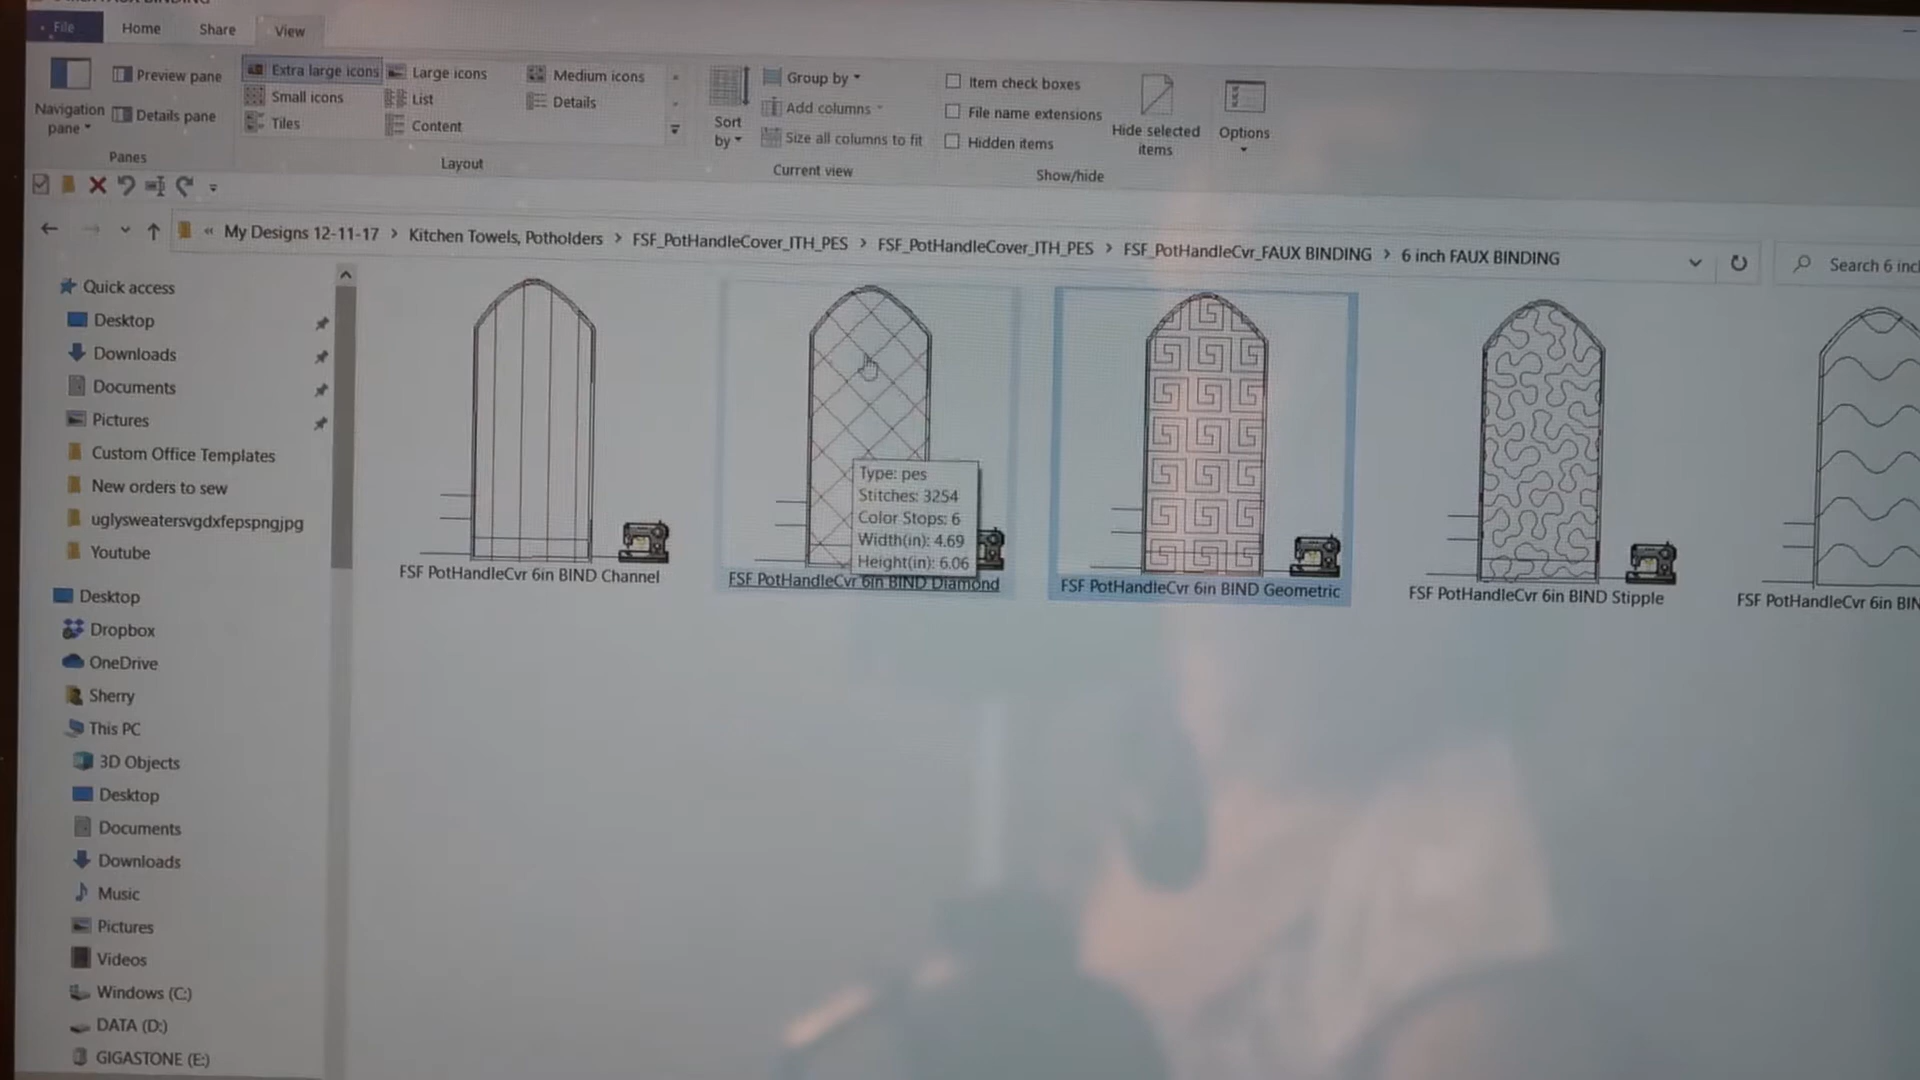 File Home Share View
Navigation pane
Preview pane
Details pane
Panes
Extra large icons Large icons Medium icons
Small icons List Details
Tiles Content
Layout
Sort by
Group by
Add columns
Size all columns to fit
Current view
Item check boxes
File name extensions
Hidden items
Hide selected items
Show/hide
Options
« My Designes 12-11-17 > Kitchen Towels, Potholders > FSF_PotHandleCover_ITH_PES > FSF_PotHandleCover_ITH_PES > FSF_PotHandleCvr_FAUX BINDING > 6 inch FAUX BINDING
Search 6 inc
Quick access
Desktop
Downloads
Documents
Pictures
Custom Office Templates
New orders to sew
uglysweatersvgdxfepspngjpg
Youtube
Desktop
Dropbox
OneDrive
Sherry
This PC
3D Objects
Desktop
Documents
Downloads
Music
Pictures
Videos
Windows (C:)
DATA (D:)
GIGASTONE (E:)
FSF PotHandleCvr 6in BIND Channel
Type: pes
Stitches: 3254
Color Stops: 6
Width(in): 4.69
Height(in): 6.06
FSF PotHandleCvr 6in BIND Diamond
FSF PotHandleCvr 6in BIND Geometric
FSF PotHandleCvr 6in BIND Stipple
FSF PotHandleCvr 6in BIN